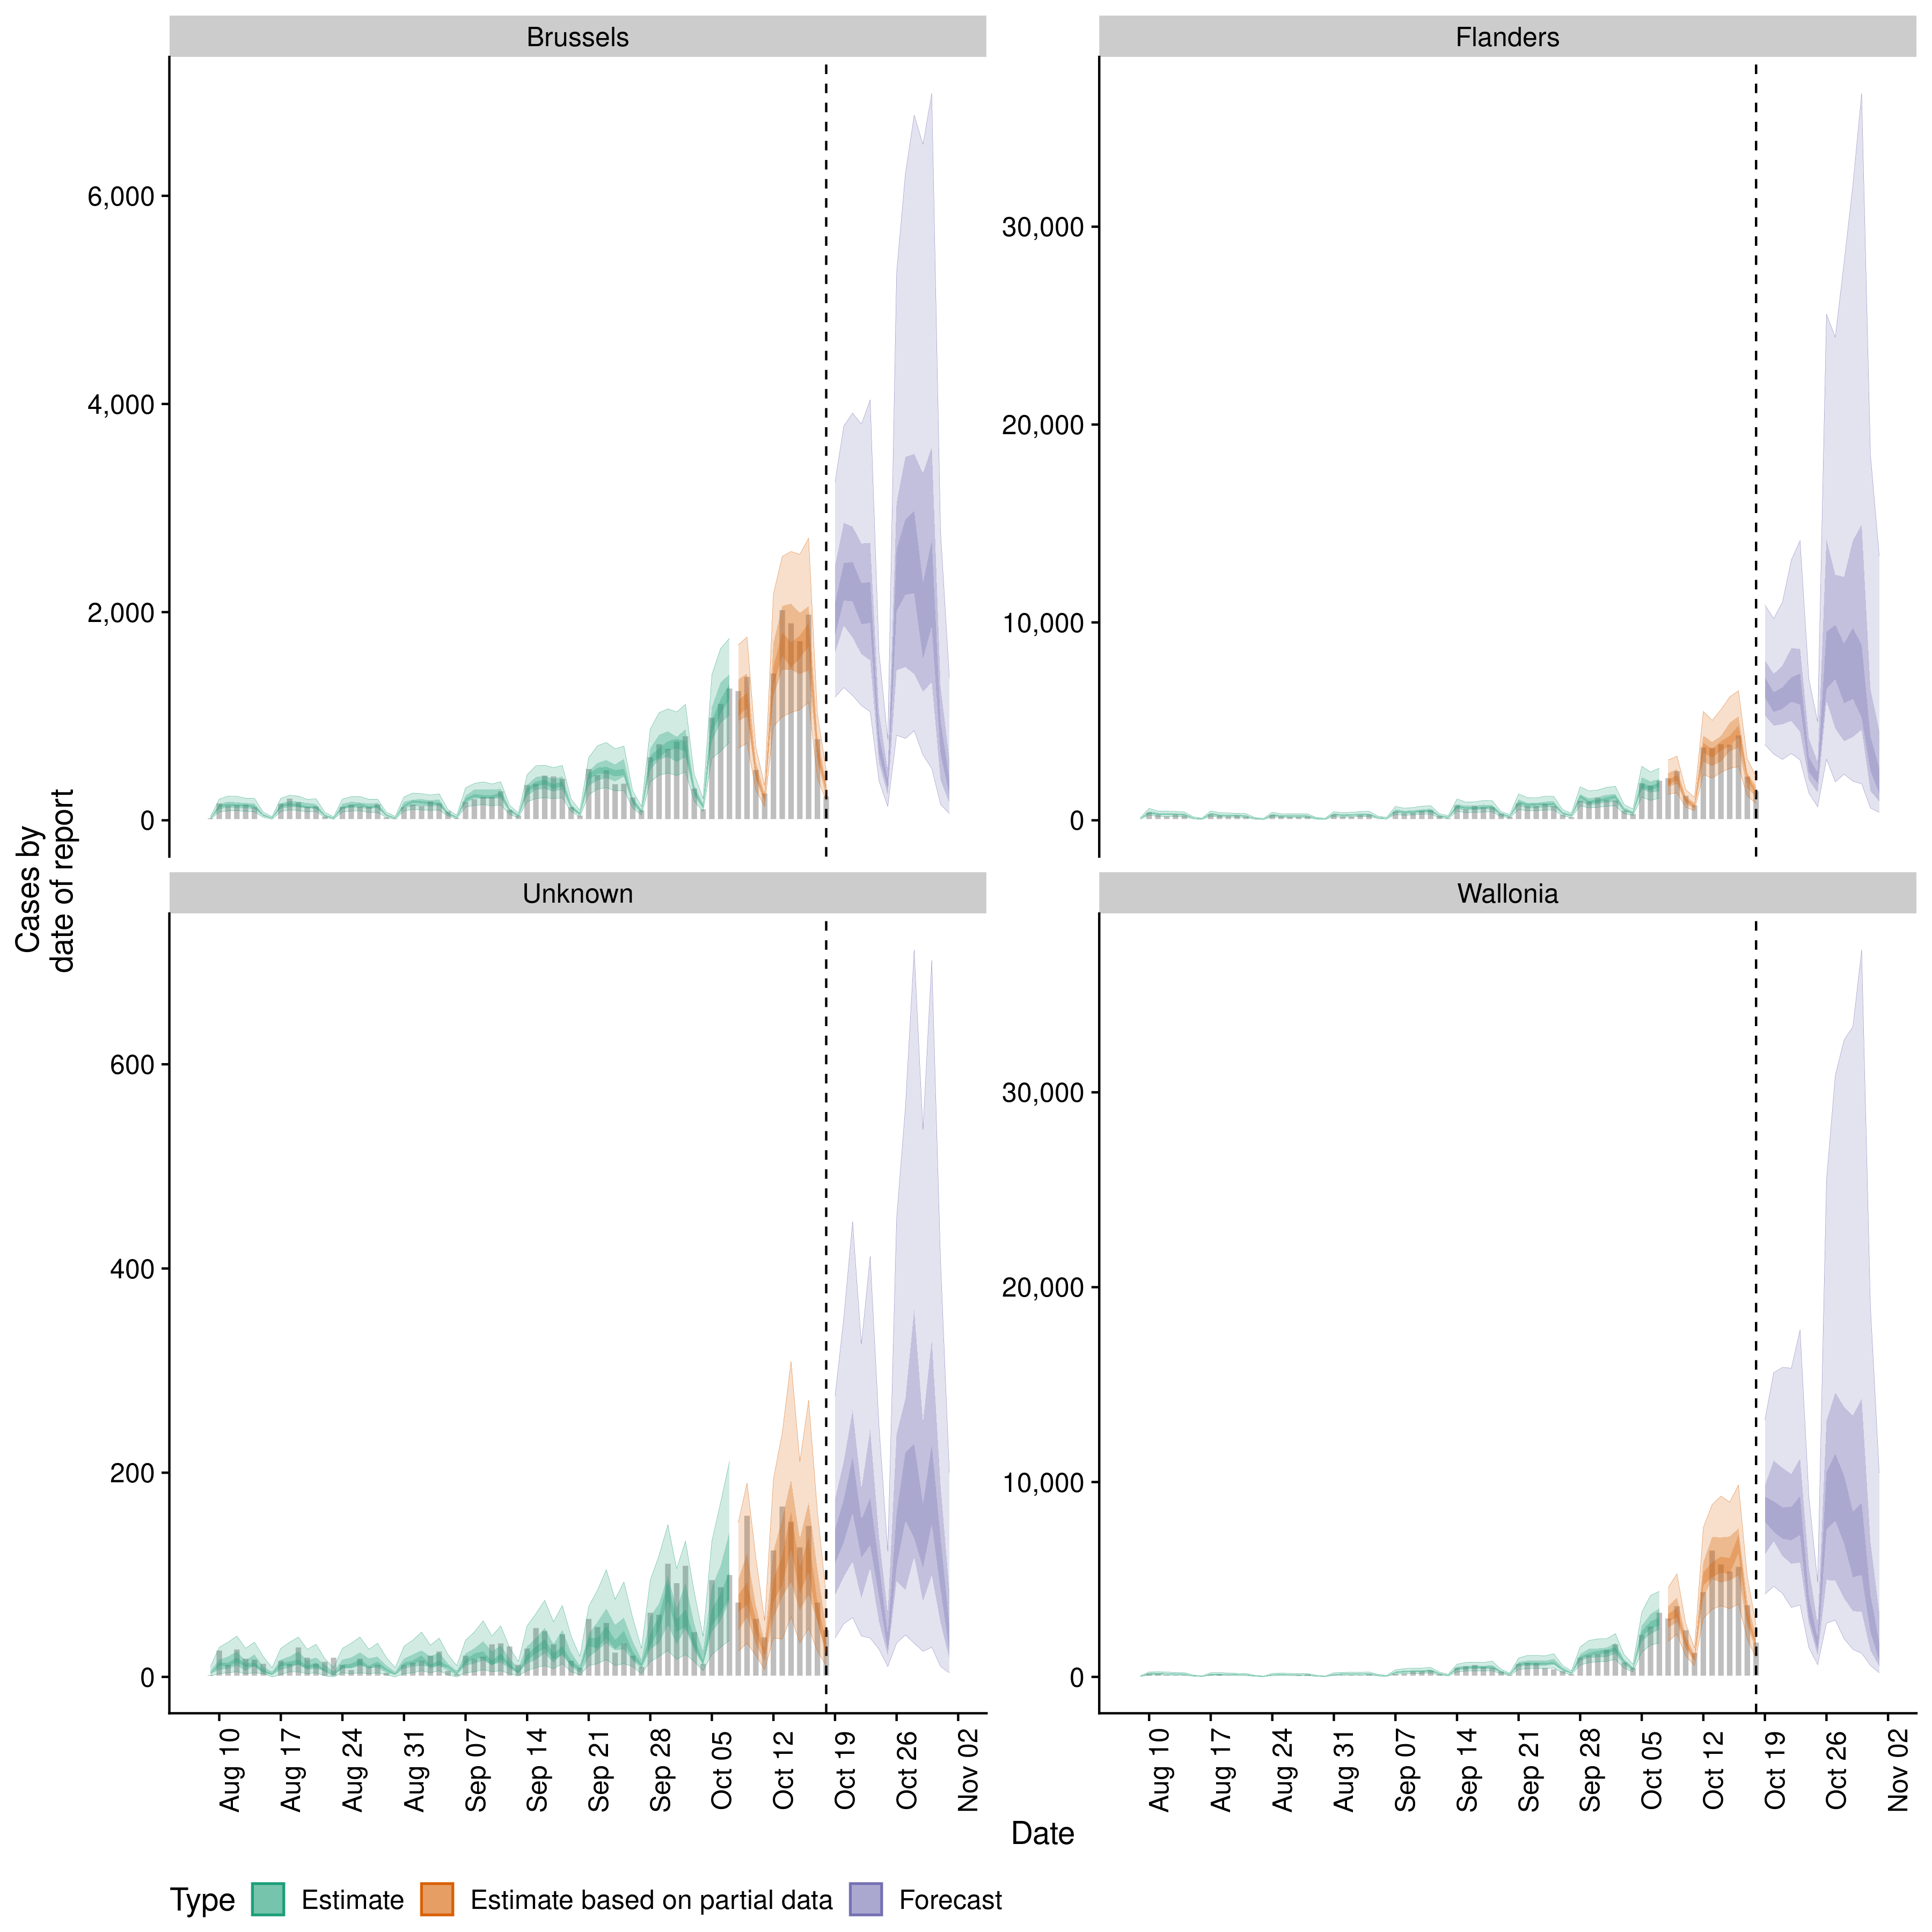 Brussels
Flanders
6,000
4,000
2,000
0
30,000
20,000
10,000
0
Unknown
Wallonia
600
400
200
0
30,000
20,000
10,000
0
Cases by
date of report
Aug 10
Aug 17
Aug 24
Aug 31
Sep 07
Sep 14
Sep 21
Sep 28
Oct 05
Oct 12
Oct 19
Oct 26
Nov 02
Aug 10
Aug 17
Aug 24
Aug 31
Sep 07
Sep 14
Sep 21
Sep 28
Oct 05
Oct 12
Oct 19
Oct 26
Nov 02
Date
Type Estimate Estimate based on partial data Forecast